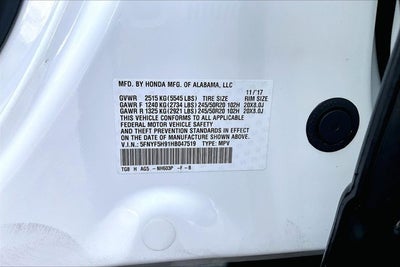 MFD. BY HONDA MFG. OF ALABAMA, LLC 11/'17
GVWR 2515 KG (5545 LBS) TIRE SIZE RIM SIZE
GAWR F 1240 KG (2734 LBS) 245/50R20 102H 20X8.0J
GAWR R 1325 KG (2921 LBS) 245/50R20 102H 20X8.0J
THIS VEHICLE CONFORMS TO ALL APPLICABLE
FEDERAL MOTOR VEHICLE SAFETY
AND THEFT PREVENTION STANDARDS IN EFFECT
ON THE DATE OF MANUFACTURE SHOWN ABOVE.
V.I.N.: 5FNYF5H91HB047519 TYPE: MPV
TG8 H AG5 -NH603P -F -B